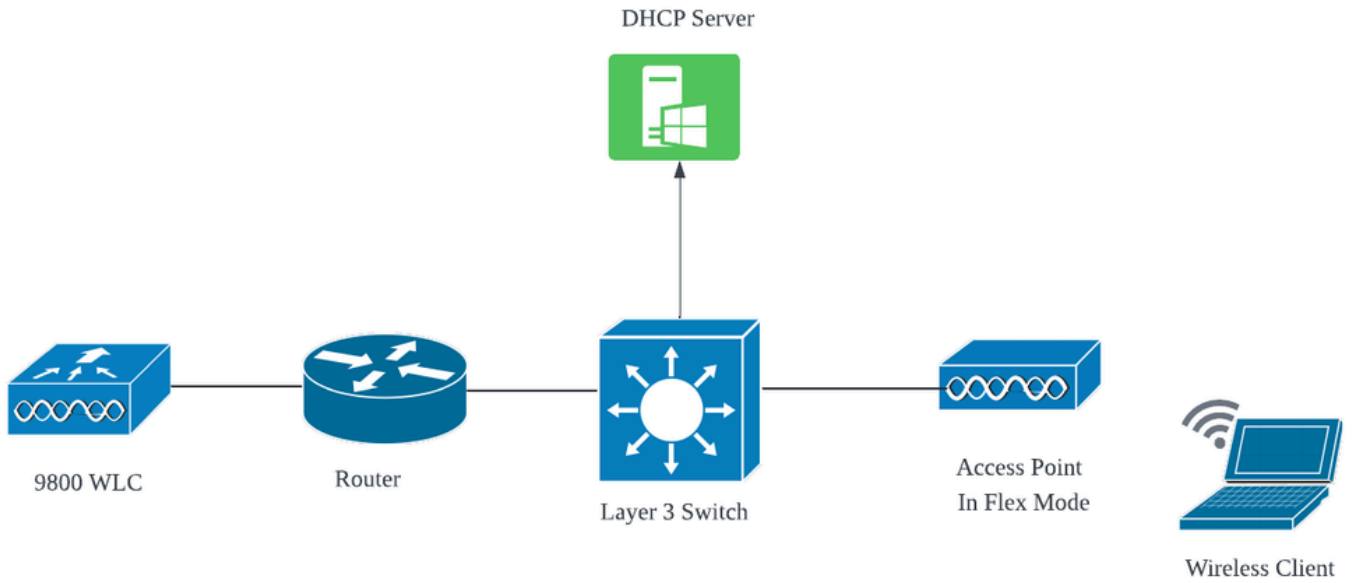 DHCP Server
9800 WLC
Router
Layer 3 Switch
Access Point
In Flex Mode
Wireless Client